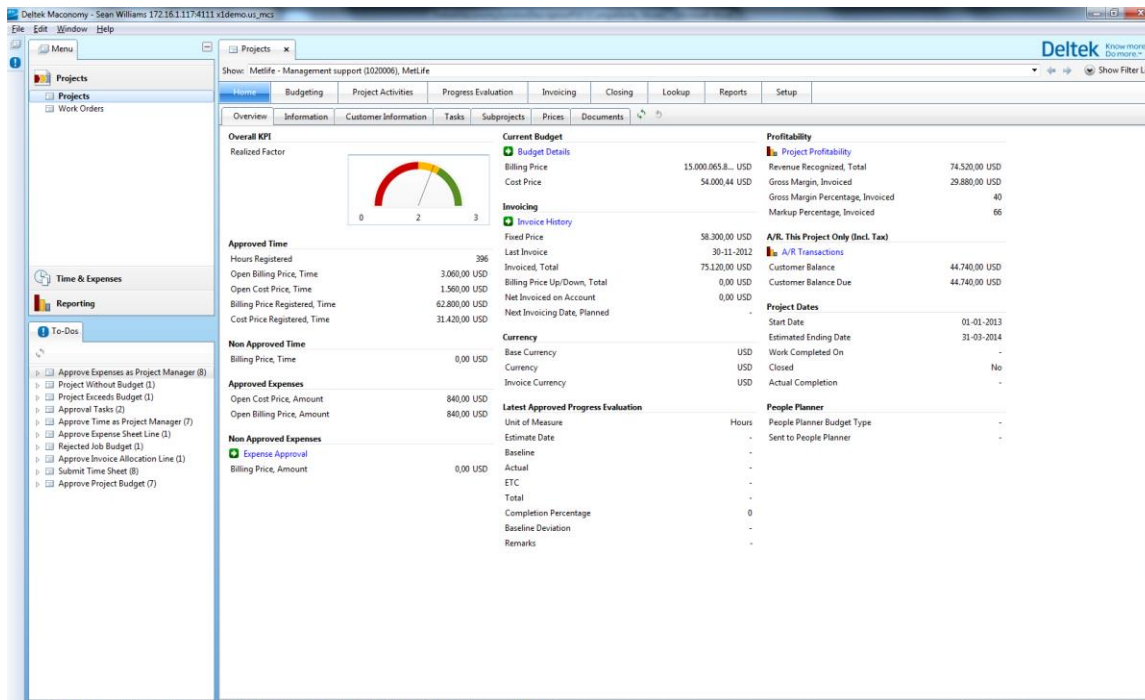 Deltek Maconomy - Sean Williams 172.16.1.117:4111 x1demo.us_mcs
File Edit Window Help
Menu
Projects
Projects
Work Orders
Time & Expenses
Reporting
To-Dos
Approve Expenses as Project Manager (8)
Project Without Budget (1)
Project Exceeds Budget (1)
Approval Tasks (2)
Approve Time as Project Manager (7)
Approve Expense Sheet Line (1)
Rejected Job Budget (1)
Approve Invoice Allocation Line (1)
Submit Time Sheet (8)
Approve Project Budget (7)
Projects
Deltek Know more. Do more.™
Show: Metlife - Management support (1020006), MetLife
Show Filter L
Home Budgeting Project Activities Progress Evaluation Invoicing Closing Lookup Reports Setup
Overview Information Customer Information Tasks Subprojects Prices Documents
Overall KPI
Realized Factor
0 2 3
Approved Time
Hours Registered 396
Open Billing Price, Time 3.060,00 USD
Open Cost Price, Time 1.560,00 USD
Billing Price Registered, Time 62.800,00 USD
Cost Price Registered, Time 31.420,00 USD
Non Approved Time
Billing Price, Time 0,00 USD
Approved Expenses
Open Cost Price, Amount 840,00 USD
Open Billing Price, Amount 840,00 USD
Non Approved Expenses
Expense Approval
Billing Price, Amount 0,00 USD
Current Budget
Budget Details
Billing Price 15.000.065.8... USD
Cost Price 54.000,44 USD
Invoicing
Invoice History
Fixed Price 58.300,00 USD
Last Invoice 30-11-2012
Invoiced, Total 75.120,00 USD
Billing Price Up/Down, Total 0,00 USD
Net Invoiced on Account 0,00 USD
Next Invoicing Date, Planned -
Currency
Base Currency USD
Currency USD
Invoice Currency USD
Latest Approved Progress Evaluation
Unit of Measure Hours
Estimate Date -
Baseline -
Actual -
ETC -
Total -
Completion Percentage 0
Baseline Deviation -
Remarks -
Profitability
Project Profitability
Revenue Recognized, Total 74.520,00 USD
Gross Margin, Invoiced 29.880,00 USD
Gross Margin Percentage, Invoiced 40
Markup Percentage, Invoiced 66
A/R. This Project Only (Incl. Tax)
A/R Transactions
Customer Balance 44.740,00 USD
Customer Balance Due 44.740,00 USD
Project Dates
Start Date 01-01-2013
Estimated Ending Date 31-03-2014
Work Completed On -
Closed No
Actual Completion -
People Planner
People Planner Budget Type -
Sent to People Planner -